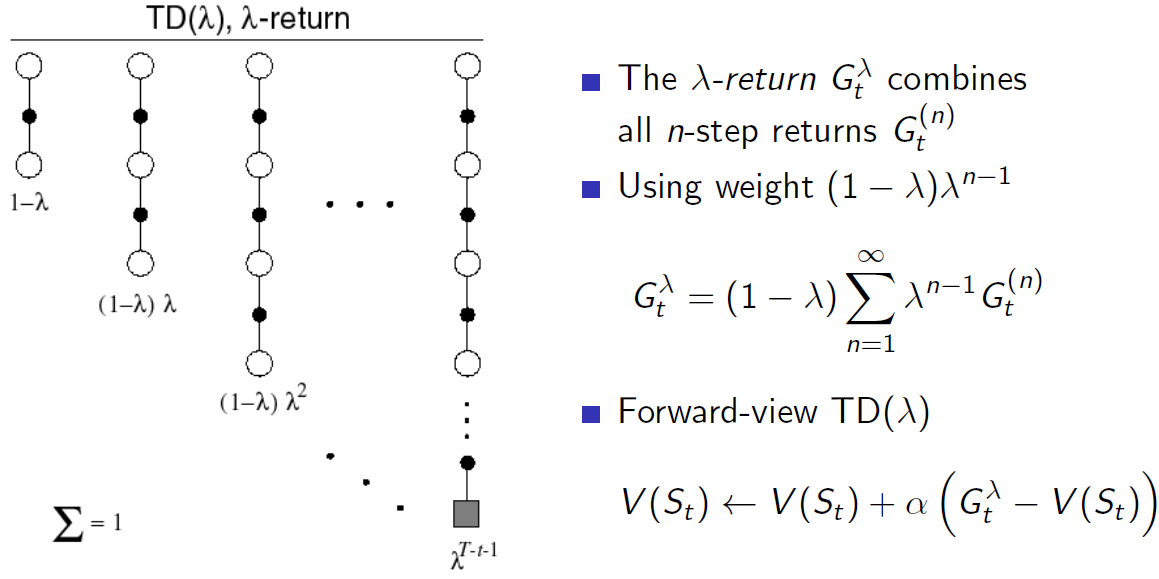 TD(λ), λ-return
1−λ
(1−λ) λ
(1−λ) λ²
∑ = 1
λᵀ⁻ᵗ⁻¹
■ The λ-return G_t^λ combines
all n-step returns G_t^(n)
■ Using weight (1 − λ)λ^{n−1}
G_t^λ = (1 − λ) ∑_{n=1}^{∞} λ^{n−1} G_t^(n)
■ Forward-view TD(λ)
V(S_t) ← V(S_t) + α (G_t^λ − V(S_t))